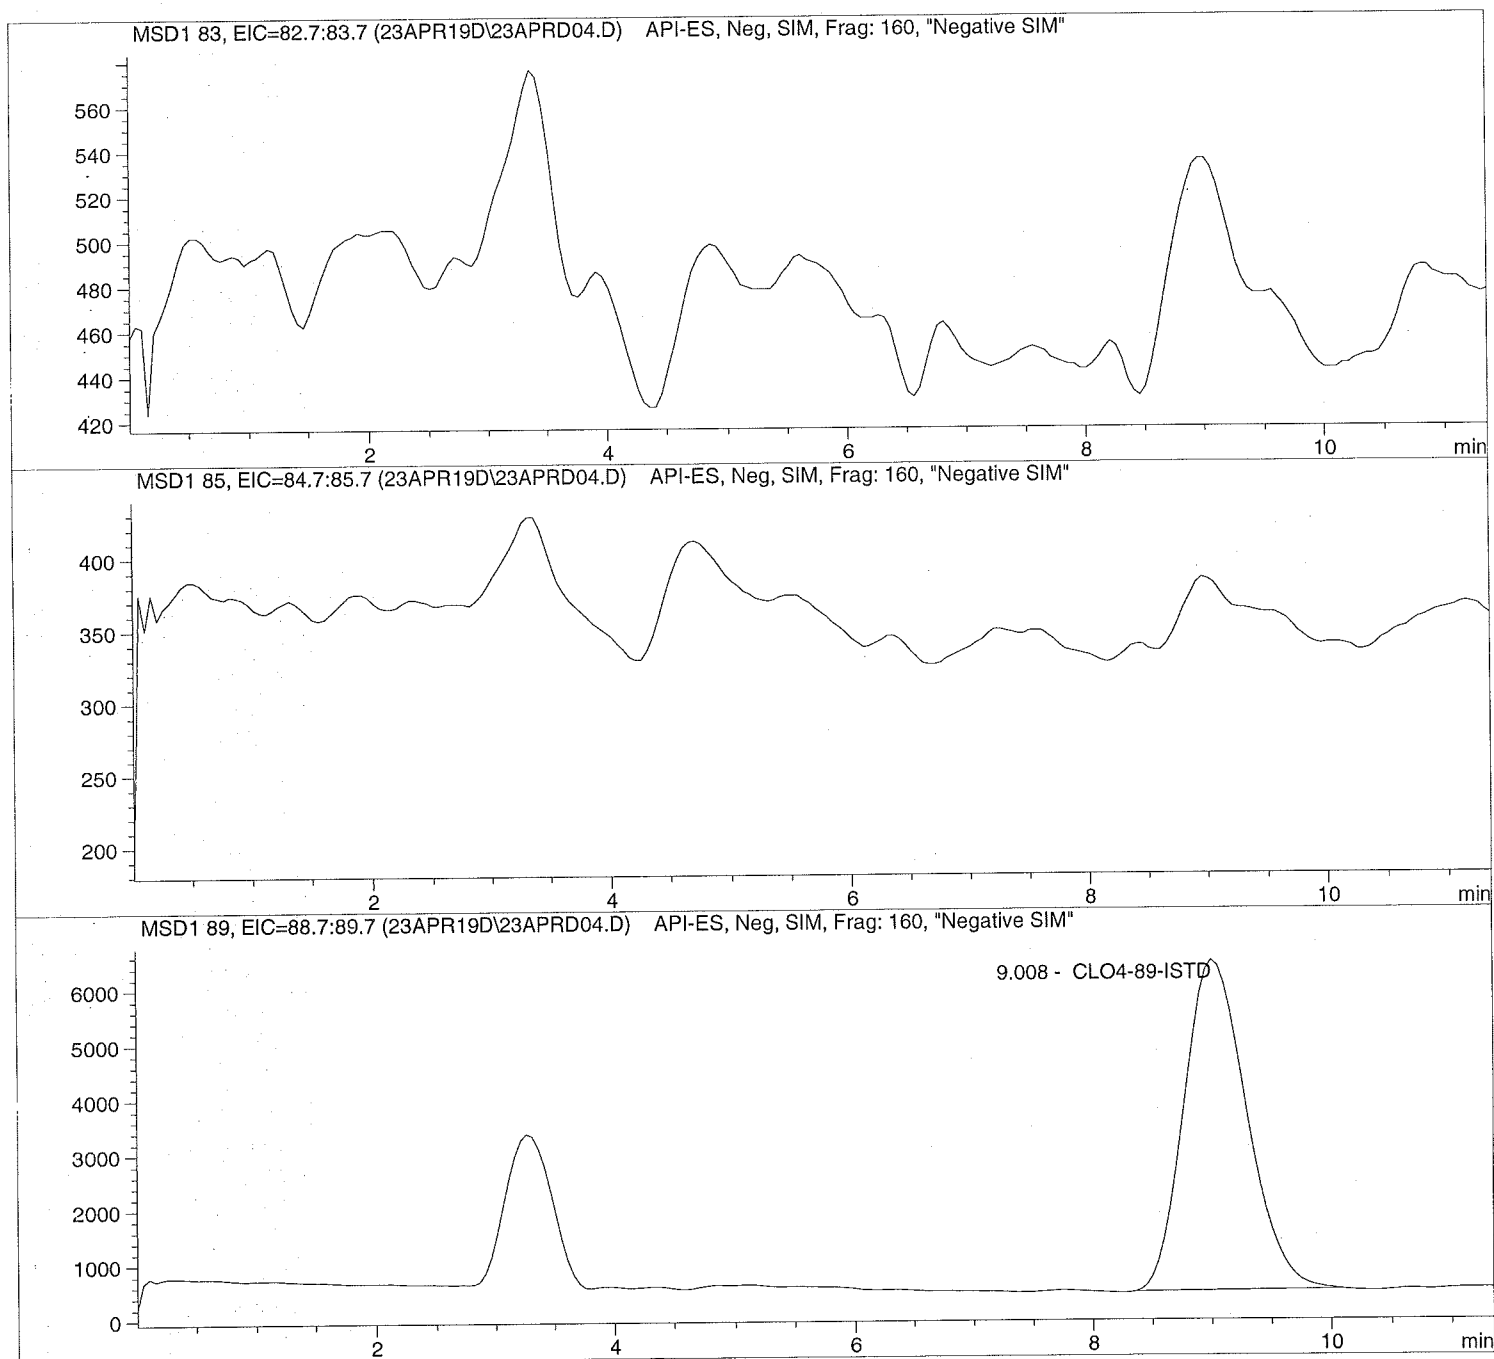 MSD1 83, EIC=82.7:83.7 (23APR19D\23APRD04.D) API-ES, Neg, SIM, Frag: 160, "Negative SIM"
560
540
520
500
480
460
440
420
2 4 6 8 10 min
MSD1 85, EIC=84.7:85.7 (23APR19D\23APRD04.D) API-ES, Neg, SIM, Frag: 160, "Negative SIM"
400
350
300
250
200
2 4 6 8 10 min
MSD1 89, EIC=88.7:89.7 (23APR19D\23APRD04.D) API-ES, Neg, SIM, Frag: 160, "Negative SIM"
9.008 - CLO4-89-ISTD
6000
5000
4000
3000
2000
1000
0
2 4 6 8 10 min